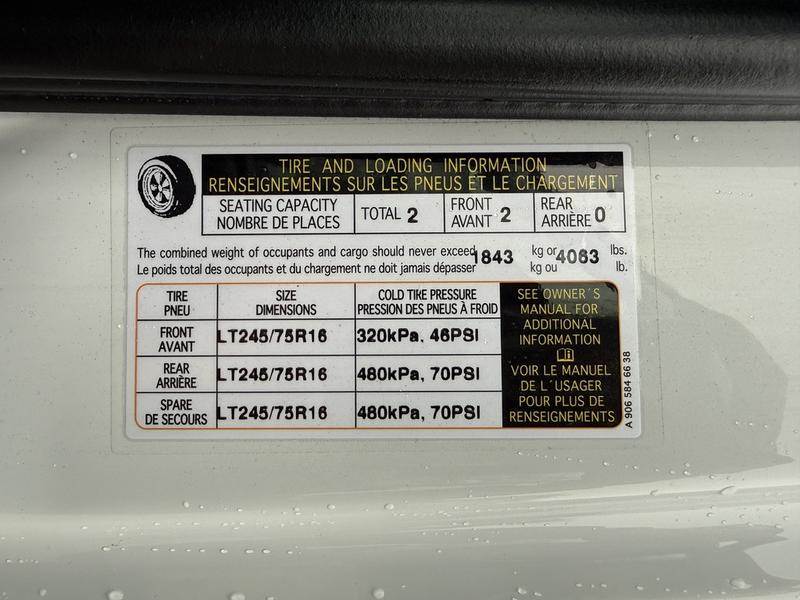 TIRE AND LOADING INFORMATION
RENSEIGNEMENTS SUR LES PNEUS ET LE CHARGEMENT
SEATING CAPACITY
NOMBRE DE PLACES
TOTAL 2
FRONT
AVANT 2
REAR
ARRIÈRE 0
The combined weight of occupants and cargo should never exceed 1843 kg or 4063 lbs.
Le poids total des occupants et du chargement ne doit jamais dépasser kg ou lb.
TIRE
PNEU
SIZE
DIMENSIONS
COLD TIRE PRESSURE
PRESSION DES PNEUS À FROID
FRONT
AVANT
LT245/75R16
320kPa, 46PSI
REAR
ARRIÈRE
LT245/75R16
480kPa, 70PSI
SPARE
DE SECOURS
LT245/75R16
480kPa, 70PSI
SEE OWNER´S
MANUAL FOR
ADDITIONAL
INFORMATION
VOIR LE MANUEL
DE L´USAGER
POUR PLUS DE
RENSEIGNEMENTS
A 906 584 66 38